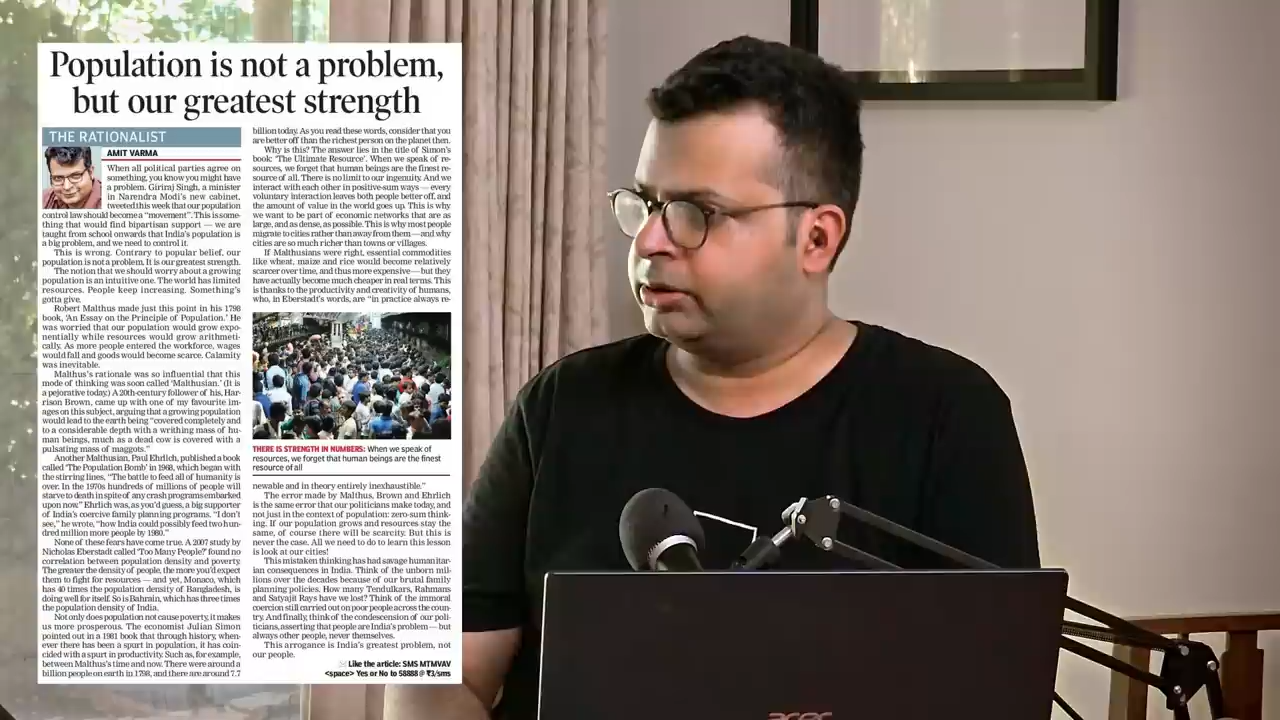 Population is not a problem,
but our greatest strength
THE RATIONALIST
AMIT VARMA
When all political parties agree on
something, you know you might have
a problem. Giriraj Singh, a minister
in Narendra Modi's new cabinet,
tweeted this week that our population
control law should become a "movement". This is some-
thing that would find bipartisan support — we are
taught from school onwards that India's population is
a big problem, and we need to control it.
This is wrong. Contrary to popular belief, our
population is not a problem. It is our greatest strength.
The notion that we should worry about a growing
population is an intuitive one. The world has limited
resources. People keep increasing. Something's
gotta give.
Robert Malthus made just this point in his 1798
book, 'An Essay on the Principle of Population.' He
was worried that our population would grow expo-
nentially while resources would grow arithmeti-
cally. As more people entered the workforce, wages
would fall and goods would become scarce. Calamity
was inevitable.
Malthus's rationale was so influential that this
mode of thinking was soon called 'Malthusian.' (It is
a pejorative today.) A 20th-century follower of his, Har-
rison Brown, came up with one of my favourite im-
ages on this subject, arguing that a growing population
would lead to the earth being "covered completely and
to a considerable depth with a writhing mass of hu-
man beings, much as a dead cow is covered with a
pulsating mass of maggots."
Another Malthusian, Paul Ehrlich, published a book
called 'The Population Bomb' in 1968, which began with
the stirring lines, "The battle to feed all of humanity is
over. In the 1970s hundreds of millions of people will
starve to death in spite of any crash programs embarked
upon now." Ehrlich was, as you'd guess, a big supporter
of India's coercive family planning programs. "I don't
see," he wrote, "how India could possibly feed two hun-
dred million more people by 1980."
None of these fears have come true. A 2007 study by
Nicholas Eberstadt called 'Too Many People?' found no
correlation between population density and poverty.
The greater the density of people, the more you'd expect
them to fight for resources — and yet, Monaco, which
has 40 times the population density of Bangladesh, is
doing well for itself. So is Bahrain, which has three times
the population density of India.
Not only does population not cause poverty, it makes
us more prosperous. The economist Julian Simon
pointed out in a 1981 book that through history, when-
ever there has been a spurt in population, it has coin-
cided with a spurt in productivity. Such as, for example,
between Malthus's time and now. There were around a
billion people on earth in 1798, and there are around 7.7
billion today. As you read these words, consider that you
are better off than the richest person on the planet then.
Why is this? The answer lies in the title of Simon's
book: 'The Ultimate Resource'. When we speak of re-
sources, we forget that human beings are the finest re-
source of all. There is no limit to our ingenuity. And we
interact with each other in positive-sum ways — every
voluntary interaction leaves both people better off, and
the amount of value in the world goes up. This is why
we want to be part of economic networks that are as
large, and as dense, as possible. This is why most people
migrate to cities rather than away from them — and why
cities are so much richer than towns or villages.
If Malthusians were right, essential commodities
like wheat, maize and rice would become relatively
scarcer over time, and thus more expensive — but they
have actually become much cheaper in real terms. This
is thanks to the productivity and creativity of humans,
who, in Eberstadt's words, are "in practice always re-
THERE IS STRENGTH IN NUMBERS: When we speak of
resources, we forget that human beings are the finest
resource of all
newable and in theory entirely inexhaustible."
The error made by Malthus, Brown and Ehrlich
is the same error that our politicians make today, and
not just in the context of population: zero-sum think-
ing. If our population grows and resources stay the
same, of course there will be scarcity. But this is
never the case. All we need to do to learn this lesson
is look at our cities!
This mistaken thinking has had savage humanitar-
ian consequences in India. Think of the unborn mil-
lions over the decades because of our brutal family
planning policies. How many Tendulkars, Rahmans
and Satyajit Rays have we lost? Think of the immoral
coercion still carried out on poor people across the coun-
try. And finally, think of the condescension of our poli-
ticians, asserting that people are India's problem — but
always other people, never themselves.
This arrogance is India's greatest problem, not
our people.
Like the article: SMS MTMVAV
<space> Yes or No to 58888 @ ₹3/sms
acer